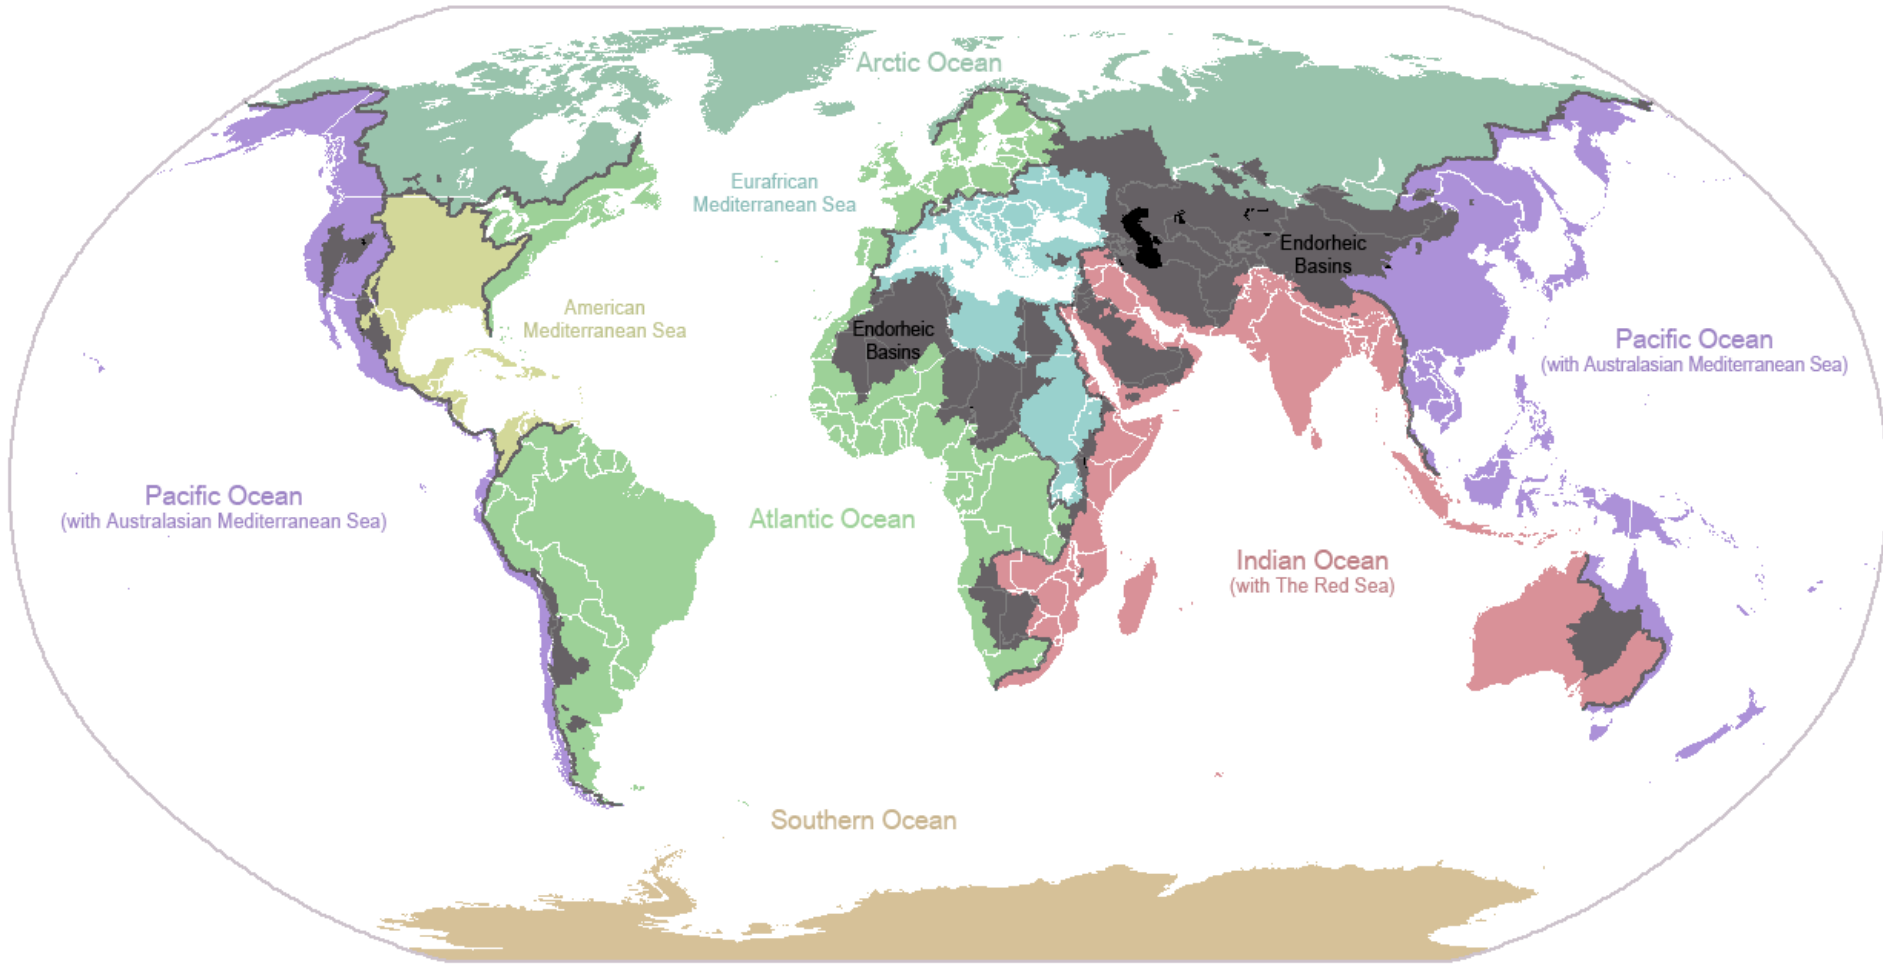 Arctic Ocean
Eurafrican
Mediterranean Sea
Endorheic
Basins
American
Mediterranean Sea
Endorheic
Basins
Pacific Ocean
(with Australasian Mediterranean Sea)
Pacific Ocean
(with Australasian Mediterranean Sea)
Atlantic Ocean
Indian Ocean
(with The Red Sea)
Southern Ocean